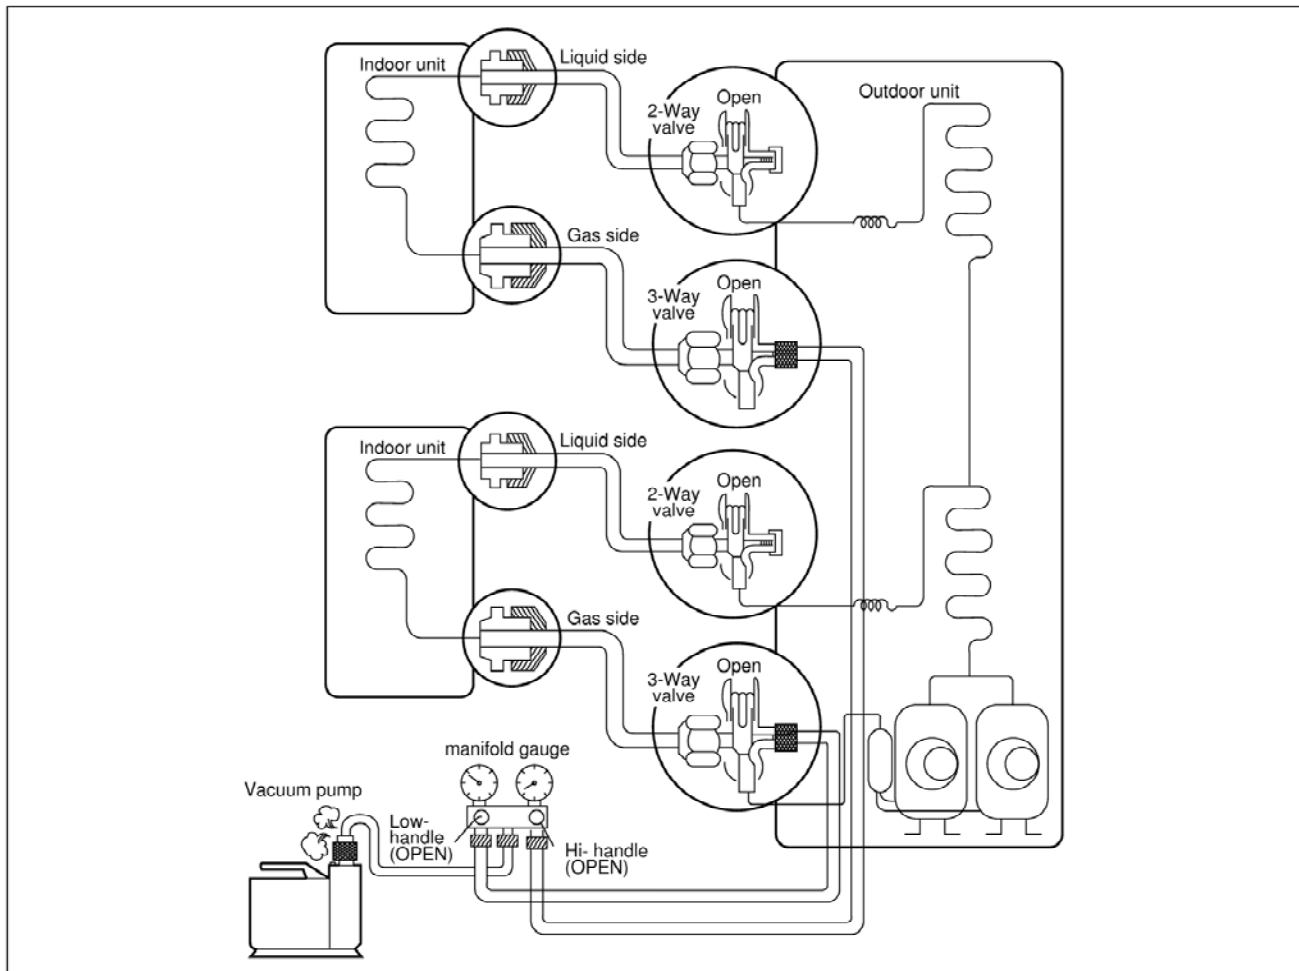 Indoor unit
Liquid side
2-Way
valve
Open
Outdoor unit
Gas side
3-Way
valve
Open
Indoor unit
Liquid side
2-Way
valve
Open
Gas side
3-Way
valve
Open
manifold gauge
Vacuum pump
Low-
handle
(OPEN)
Hi- handle
(OPEN)